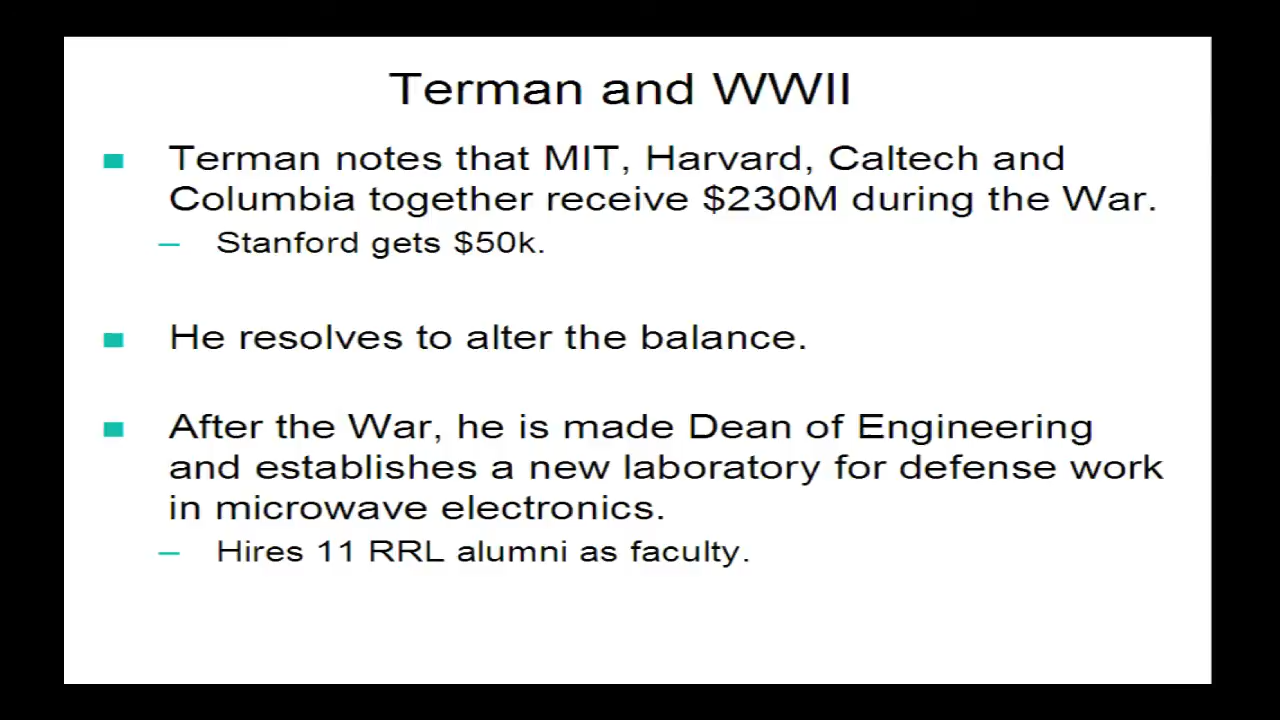 Terman and WWII
Terman notes that MIT, Harvard, Caltech and
Columbia together receive $230M during the War.
– Stanford gets $50k.
He resolves to alter the balance.
After the War, he is made Dean of Engineering
and establishes a new laboratory for defense work
in microwave electronics.
– Hires 11 RRL alumni as faculty.